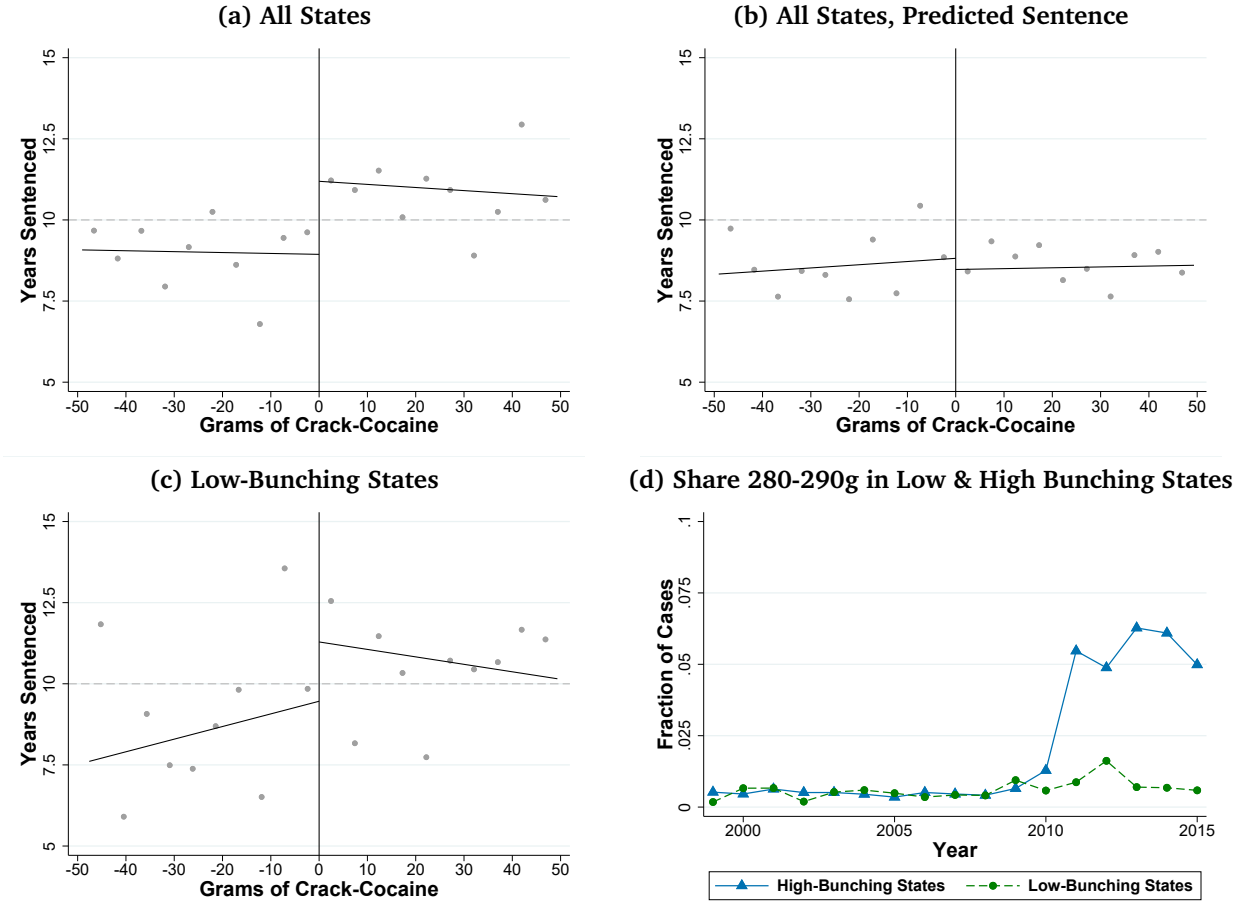 (a) All States
15
12.5
10
7.5
5
Years Sentenced
-50 -40 -30 -20 -10 0 10 20 30 40 50
Grams of Crack-Cocaine
(b) All States, Predicted Sentence
15
12.5
10
7.5
5
Years Sentenced
-50 -40 -30 -20 -10 0 10 20 30 40 50
Grams of Crack-Cocaine
(c) Low-Bunching States
15
12.5
10
7.5
5
Years Sentenced
-50 -40 -30 -20 -10 0 10 20 30 40 50
Grams of Crack-Cocaine
(d) Share 280-290g in Low & High Bunching States
.1
.075
.05
.025
0
Fraction of Cases
2000 2005 2010 2015
Year
High-Bunching States Low-Bunching States